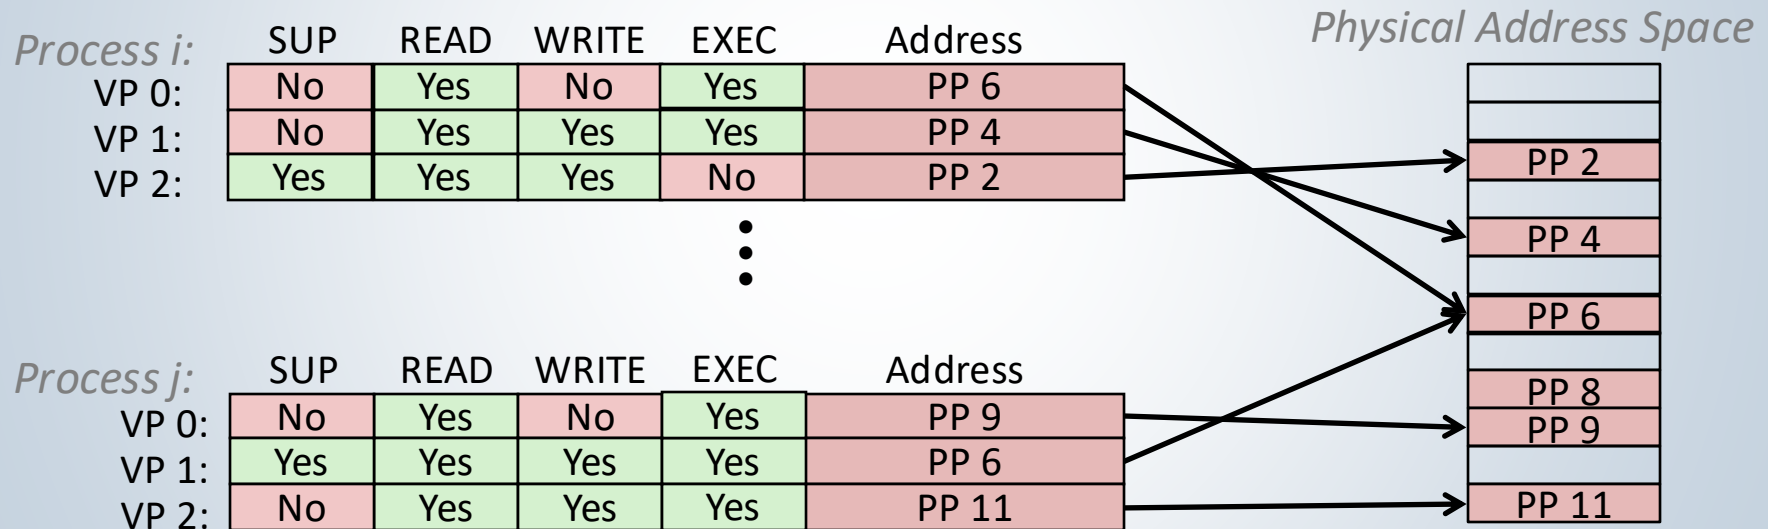 Physical Address Space
Process i: SUP READ WRITE EXEC Address
VP 0: No Yes No Yes PP 6
VP 1: No Yes Yes Yes PP 4
VP 2: Yes Yes Yes No PP 2
PP 2
PP 4
PP 6
Process j: SUP READ WRITE EXEC Address
VP 0: No Yes No Yes PP 9
VP 1: Yes Yes Yes Yes PP 6
VP 2: No Yes Yes Yes PP 11
PP 8
PP 9
PP 11